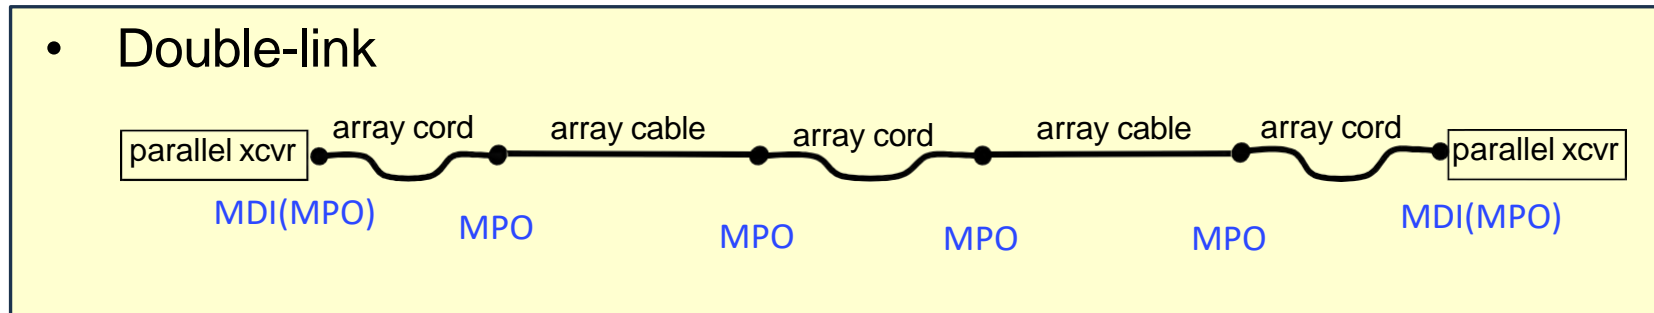 • Double-link
parallel xcvr array cord array cable array cord array cable array cord parallel xcvr
MDI(MPO) MPO MPO MPO MPO MDI(MPO)